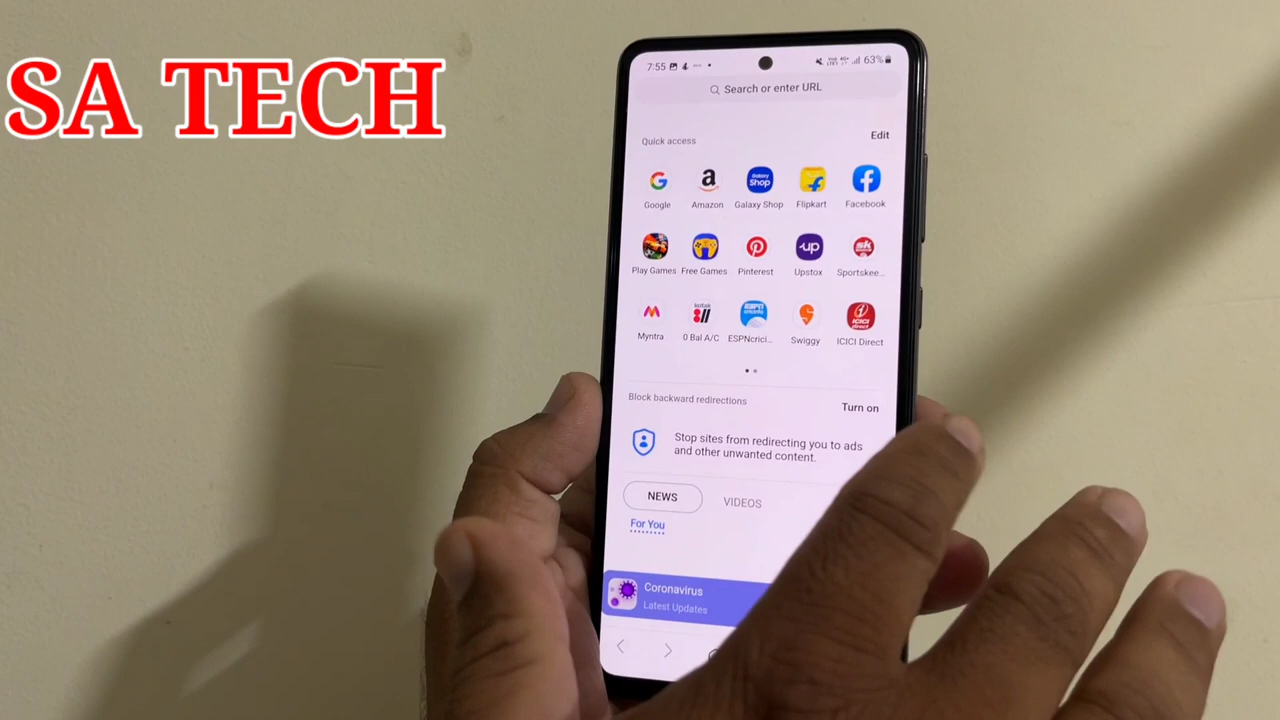 SA TECH
7:55 63%
Search or enter URL
Quick access Edit
Google Amazon Galaxy Shop Flipkart Facebook
Play Games Free Games Pinterest Upstox Sportskee...
Myntra 0 Bal A/C ESPNcrici... Swiggy ICICI Direct
Block backward redirections Turn on
Stop sites from redirecting you to ads
and other unwanted content.
NEWS VIDEOS
For You
Coronavirus
Latest Updates